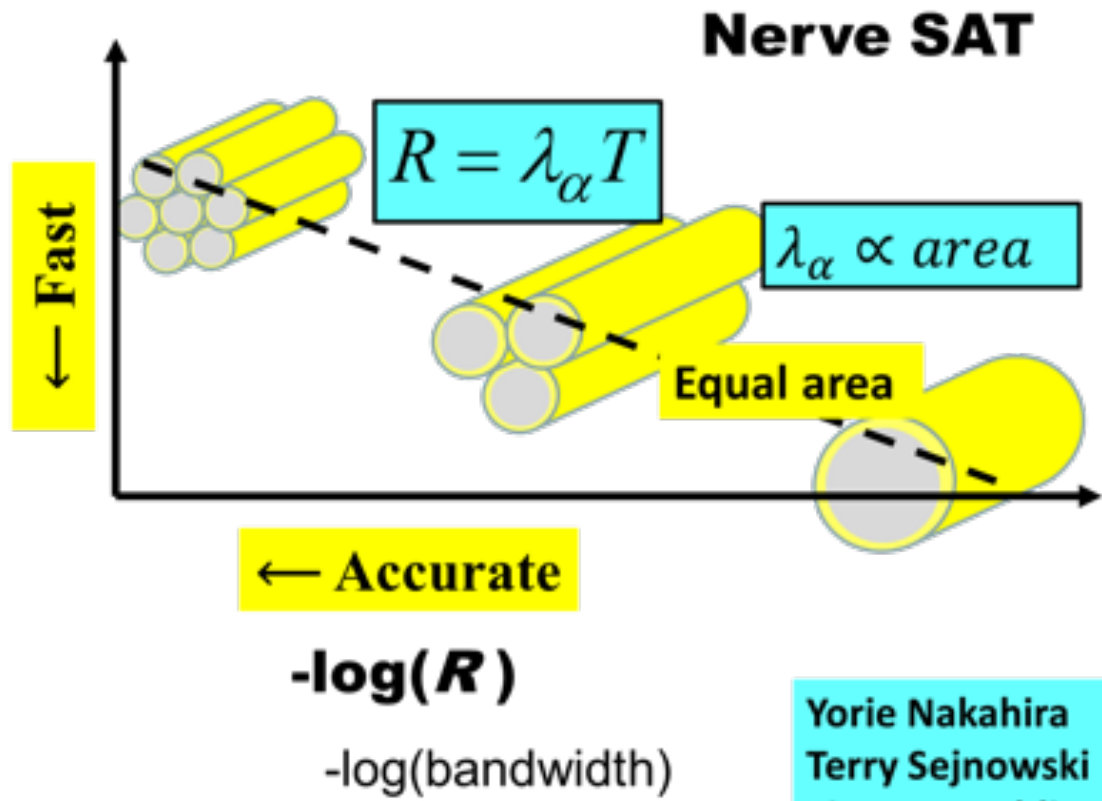 Nerve SAT
R = λ_α T
λ_α ∝ area
← Fast
Equal area
← Accurate
-log(R)
-log(bandwidth)
Yorie Nakahira
Terry Sejnowski